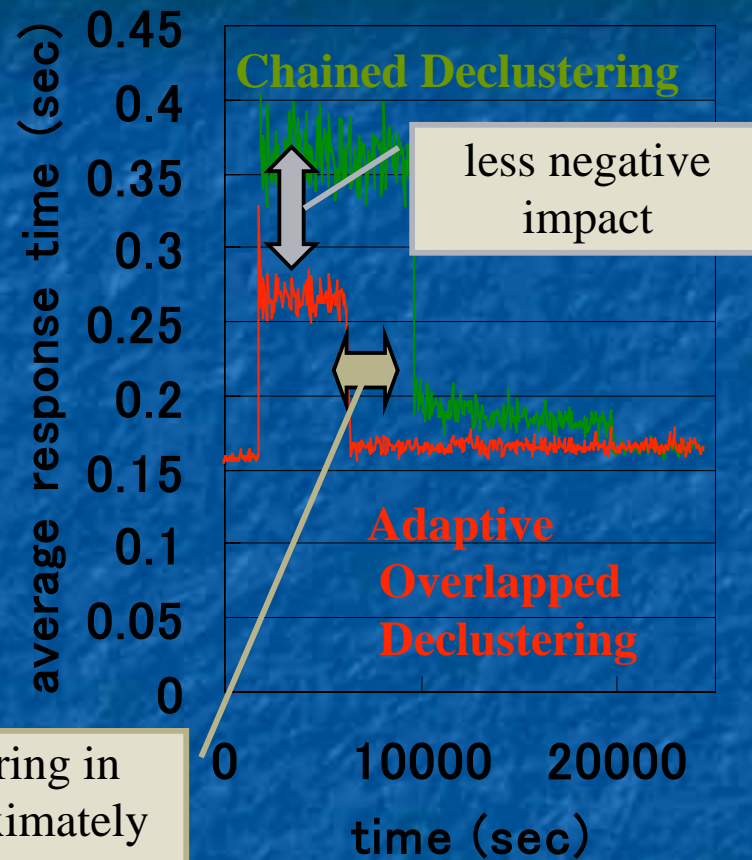 average response time (sec)
0.45
0.4
0.35
0.3
0.25
0.2
0.15
0.1
0.05
0
Chained Declustering
less negative
impact
Adaptive
Overlapped
Declustering
ring in
0
10000
20000
time (sec)